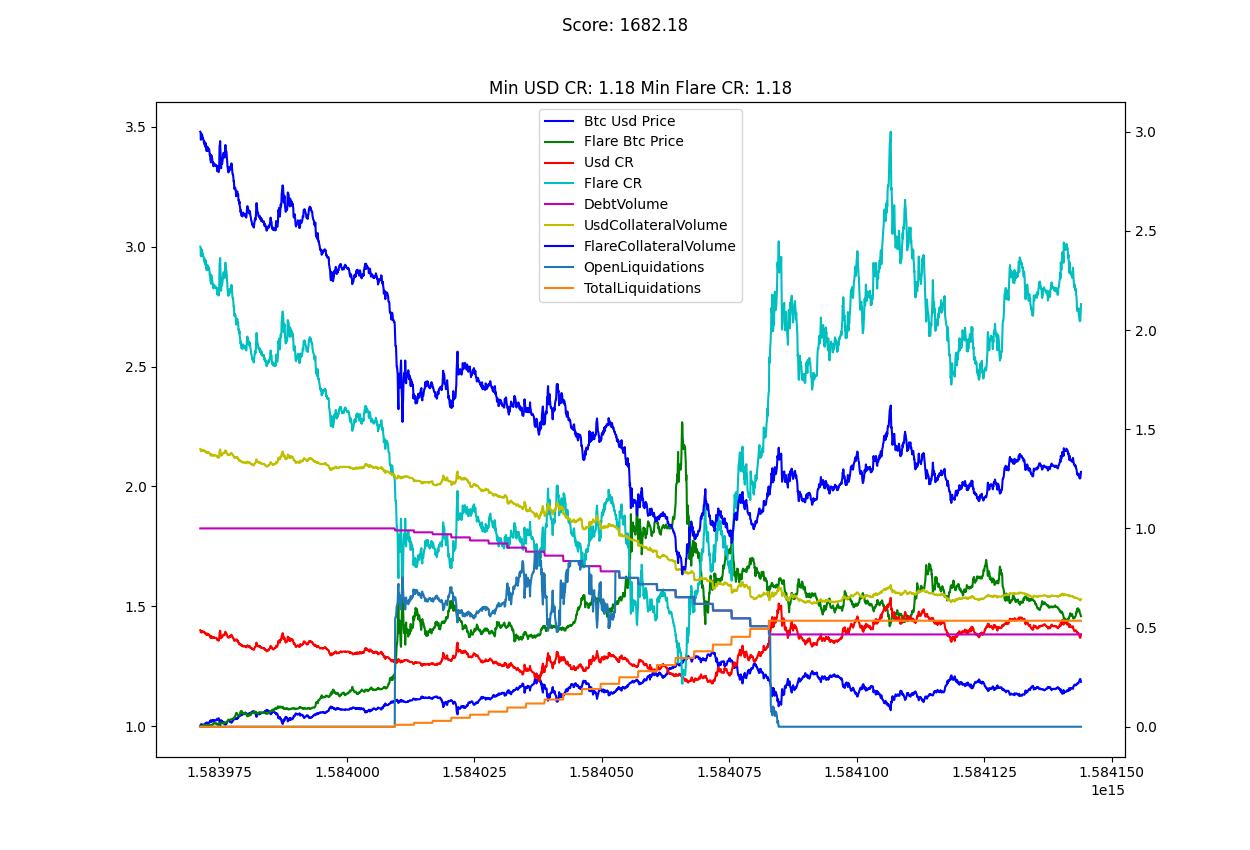 Score: 1682.18
Min USD CR: 1.18 Min Flare CR: 1.18
Btc Usd Price
Flare Btc Price
Usd CR
Flare CR
DebtVolume
UsdCollateralVolume
FlareCollateralVolume
OpenLiquidations
TotalLiquidations
3.5
3.0
2.5
2.0
1.5
1.0
3.0
2.5
2.0
1.5
1.0
0.5
0.0
1.583975
1.584000
1.584025
1.584050
1.584075
1.584100
1.584125
1.584150
1e15